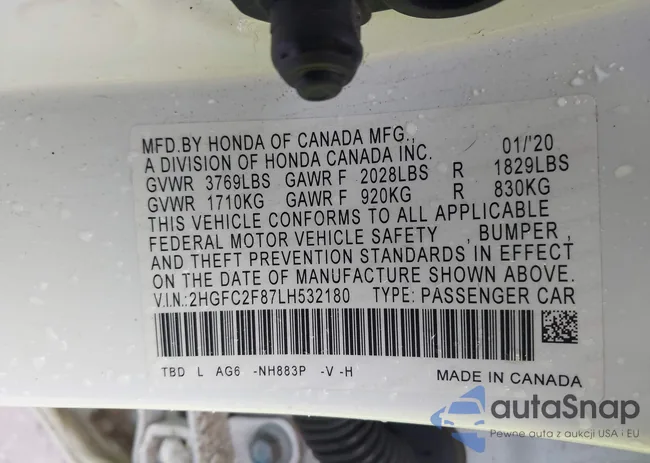 MFD.BY HONDA OF CANADA MFG., 01/'20
A DIVISION OF HONDA CANADA INC.
GVWR 3769LBS GAWR F 2028LBS R 1829LBS
GVWR 1710KG GAWR F 920KG R 830KG
THIS VEHICLE CONFORMS TO ALL APPLICABLE
FEDERAL MOTOR VEHICLE SAFETY , BUMPER ,
AND THEFT PREVENTION STANDARDS IN EFFECT
ON THE DATE OF MANUFACTURE SHOWN ABOVE.
V.I.N.:2HGFC2F87LH532180 TYPE: PASSENGER CAR
TBD L AG6 -NH883P -V -H MADE IN CANADA
autaSnap
Pewne auta z aukcji USA i EU